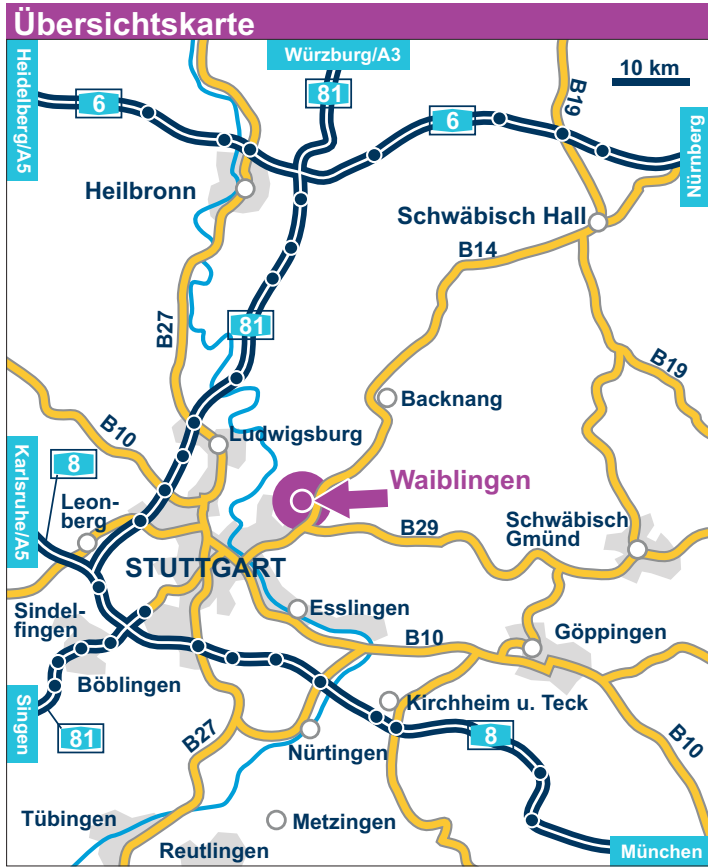 Übersichtskarte
Würzburg/A3
Heidelberg/A5
10 km
81
6
6
B19
Nürnberg
Heilbronn
Schwäbisch Hall
B14
81
B27
B19
Backnang
B10
Ludwigsburg
Karlsruhe/A5
8
Waiblingen
Leon-
berg
B29
Schwäbisch
Gmünd
STUTTGART
Sindel-
fingen
Esslingen
B10
Göppingen
Böblingen
Singen
81
Kirchheim u. Teck
B27
8
B10
Nürtingen
Tübingen
Metzingen
Reutlingen
München